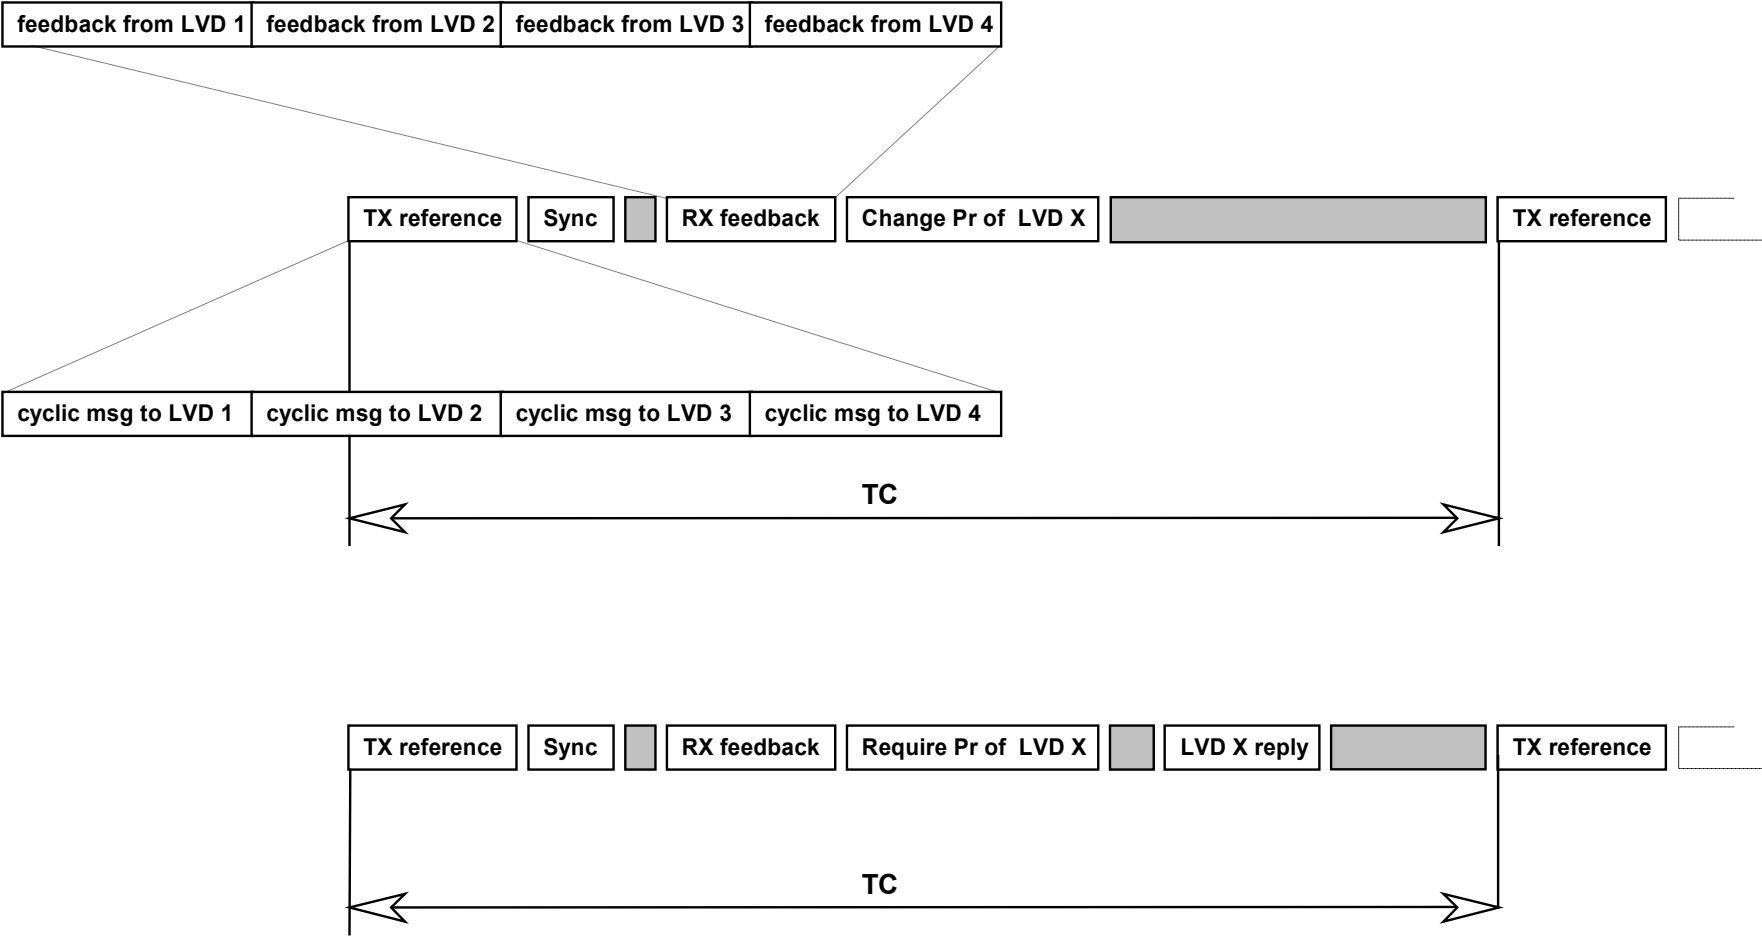 feedback from LVD 1 feedback from LVD 2 feedback from LVD 3 feedback from LVD 4
TX reference Sync RX feedback Change Pr of LVD X TX reference
cyclic msg to LVD 1 cyclic msg to LVD 2 cyclic msg to LVD 3 cyclic msg to LVD 4
TC
TX reference Sync RX feedback Require Pr of LVD X LVD X reply TX reference
TC